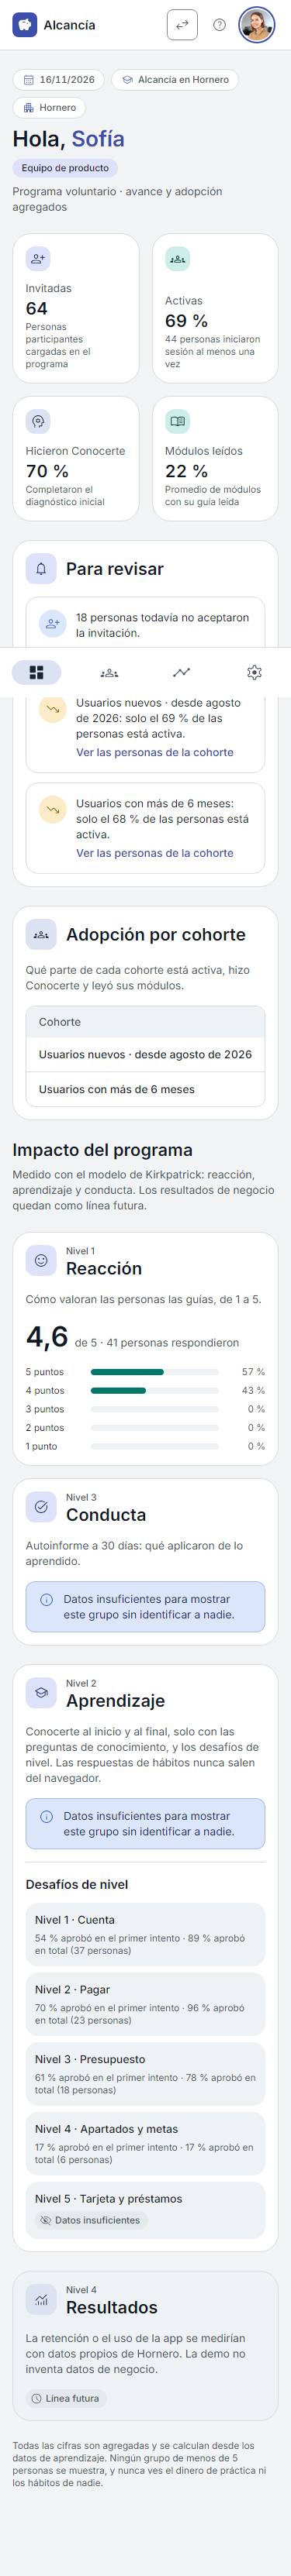 Alcancía
16/11/2026
Alcancía en Hornero
Hornero
Hola, Sofía
Equipo de producto
Programa voluntario · avance y adopción
agregados
Invitadas
64
Personas
participantes
cargadas en el
programa
Activas
69 %
44 personas iniciaron
sesión al menos una
vez
Hicieron Conocerte
70 %
Completaron el
diagnóstico inicial
Módulos leídos
22 %
Promedio de módulos
con su guía leída
Para revisar
18 personas todavía no aceptaron
la invitación.
Usuarios nuevos · desde agosto
de 2026: solo el 69 % de las
personas está activa.
Ver las personas de la cohorte
Usuarios con más de 6 meses:
solo el 68 % de las personas está
activa.
Ver las personas de la cohorte
Adopción por cohorte
Qué parte de cada cohorte está activa, hizo
Conocerte y leyó sus módulos.
Cohorte
Usuarios nuevos · desde agosto de 2026
Usuarios con más de 6 meses
Impacto del programa
Medido con el modelo de Kirkpatrick: reacción,
aprendizaje y conducta. Los resultados de negocio
quedan como línea futura.
Nivel 1
Reacción
Cómo valoran las personas las guías, de 1 a 5.
4,6 de 5 · 41 personas respondieron
5 puntos 57 %
4 puntos 43 %
3 puntos 0 %
2 puntos 0 %
1 punto 0 %
Nivel 3
Conducta
Autoinforme a 30 días: qué aplicaron de lo
aprendido.
Datos insuficientes para mostrar
este grupo sin identificar a nadie.
Nivel 2
Aprendizaje
Conocerte al inicio y al final, solo con las
preguntas de conocimiento, y los desafíos de
nivel. Las respuestas de hábitos nunca salen
del navegador.
Datos insuficientes para mostrar
este grupo sin identificar a nadie.
Desafíos de nivel
Nivel 1 · Cuenta
54 % aprobó en el primer intento · 89 % aprobó
en total (37 personas)
Nivel 2 · Pagar
70 % aprobó en el primer intento · 96 % aprobó
en total (23 personas)
Nivel 3 · Presupuesto
61 % aprobó en el primer intento · 78 % aprobó en
total (18 personas)
Nivel 4 · Apartados y metas
17 % aprobó en el primer intento · 17 % aprobó en
total (6 personas)
Nivel 5 · Tarjeta y préstamos
Datos insuficientes
Nivel 4
Resultados
La retención o el uso de la app se medirían
con datos propios de Hornero. La demo no
inventa datos de negocio.
Línea futura
Todas las cifras son agregadas y se calculan desde los
datos de aprendizaje. Ningún grupo de menos de 5
personas se muestra, y nunca ves el dinero de práctica ni
los hábitos de nadie.